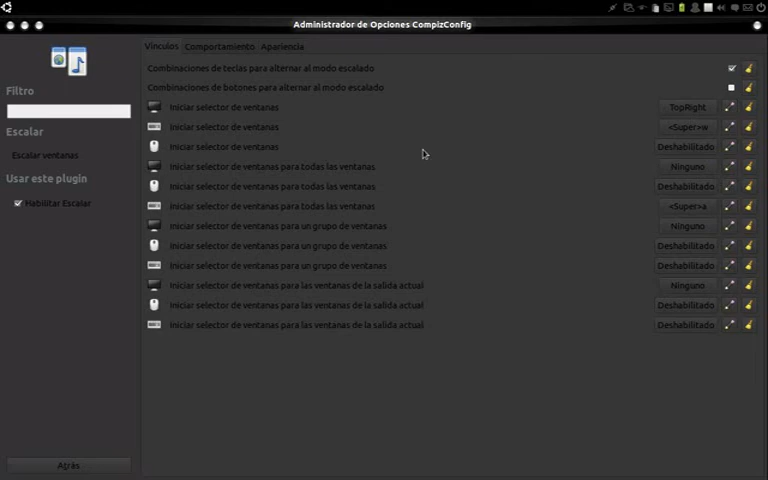 Administrador de Opciones CompizConfig
Vínculos Comportamiento Apariencia
Filtro
Escalar
Escalar ventanas
Usar este plugin
Habilitar Escalar
Atrás
Combinaciones de teclas para alternar al modo escalado
Combinaciones de botones para alternar al modo escalado
Iniciar selector de ventanas TopRight
Iniciar selector de ventanas <Super>w
Iniciar selector de ventanas Deshabilitado
Iniciar selector de ventanas para todas las ventanas Ninguno
Iniciar selector de ventanas para todas las ventanas Deshabilitado
Iniciar selector de ventanas para todas las ventanas <Super>a
Iniciar selector de ventanas para un grupo de ventanas Ninguno
Iniciar selector de ventanas para un grupo de ventanas Deshabilitado
Iniciar selector de ventanas para un grupo de ventanas Deshabilitado
Iniciar selector de ventanas para las ventanas de la salida actual Ninguno
Iniciar selector de ventanas para las ventanas de la salida actual Deshabilitado
Iniciar selector de ventanas para las ventanas de la salida actual Deshabilitado